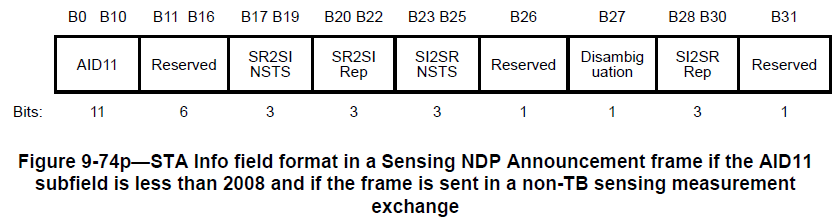 B0 B10 B11 B16 B17 B19 B20 B22 B23 B25 B26 B27 B28 B30 B31
AID11 Reserved SR2SI NSTS SR2SI Rep SI2SR NSTS Reserved Disambig uation SI2SR Rep Reserved
Bits: 11 6 3 3 3 1 1 3 1
Figure 9-74p—STA Info field format in a Sensing NDP Announcement frame if the AID11
subfield is less than 2008 and if the frame is sent in a non-TB sensing measurement
exchange